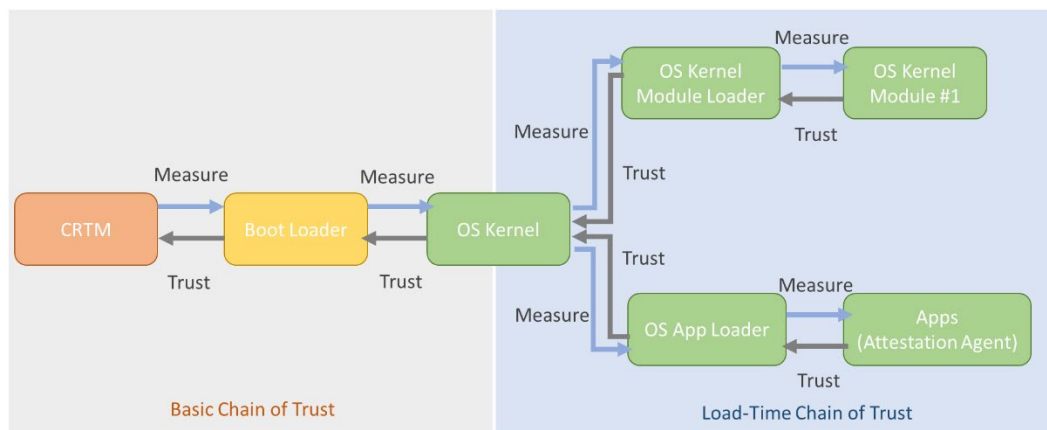 Measure
OS Kernel
Module Loader
OS Kernel
Module #1
Measure
Trust
Measure
Measure
Trust
CRTM
Boot Loader
OS Kernel
Trust
Trust
Trust
Measure
Measure
OS App Loader
Apps
(Attestation Agent)
Trust
Basic Chain of Trust
Load-Time Chain of Trust